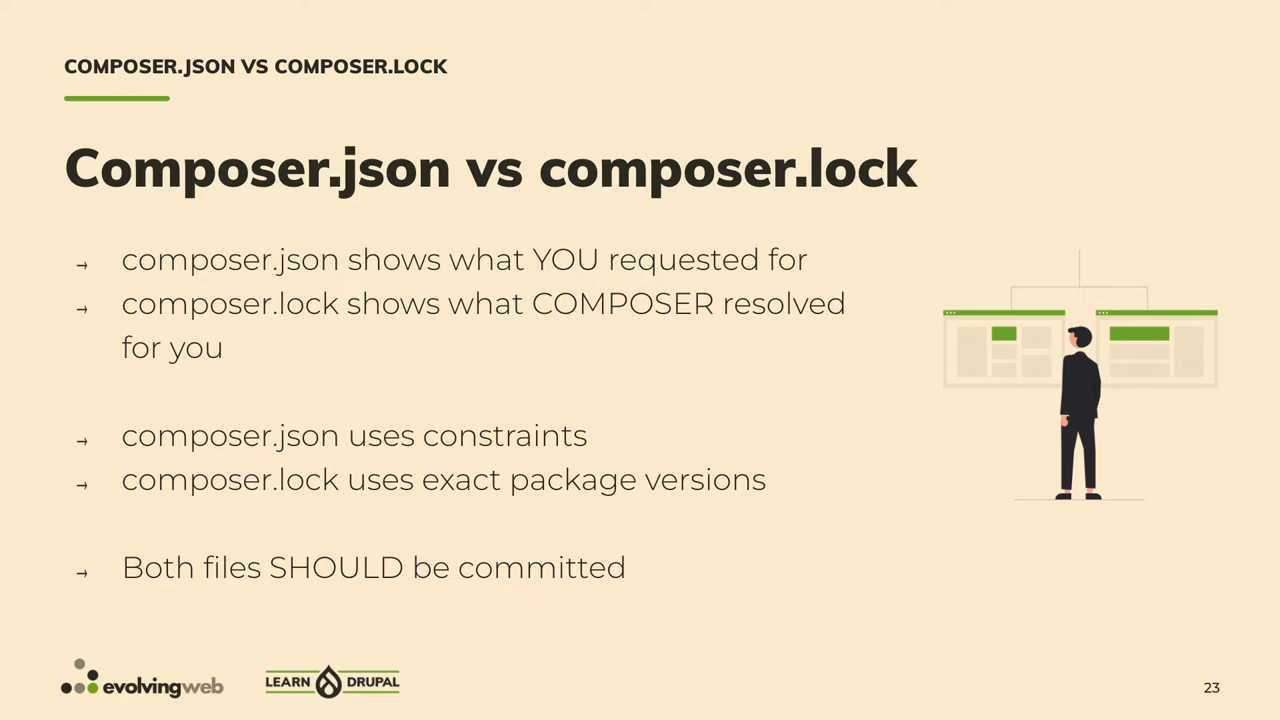 COMPOSER.JSON VS COMPOSER.LOCK
Composer.json vs composer.lock
→ composer.json shows what YOU requested for
→ composer.lock shows what COMPOSER resolved
for you
→ composer.json uses constraints
→ composer.lock uses exact package versions
→ Both files SHOULD be committed
evolvingweb
LEARN DRUPAL
23